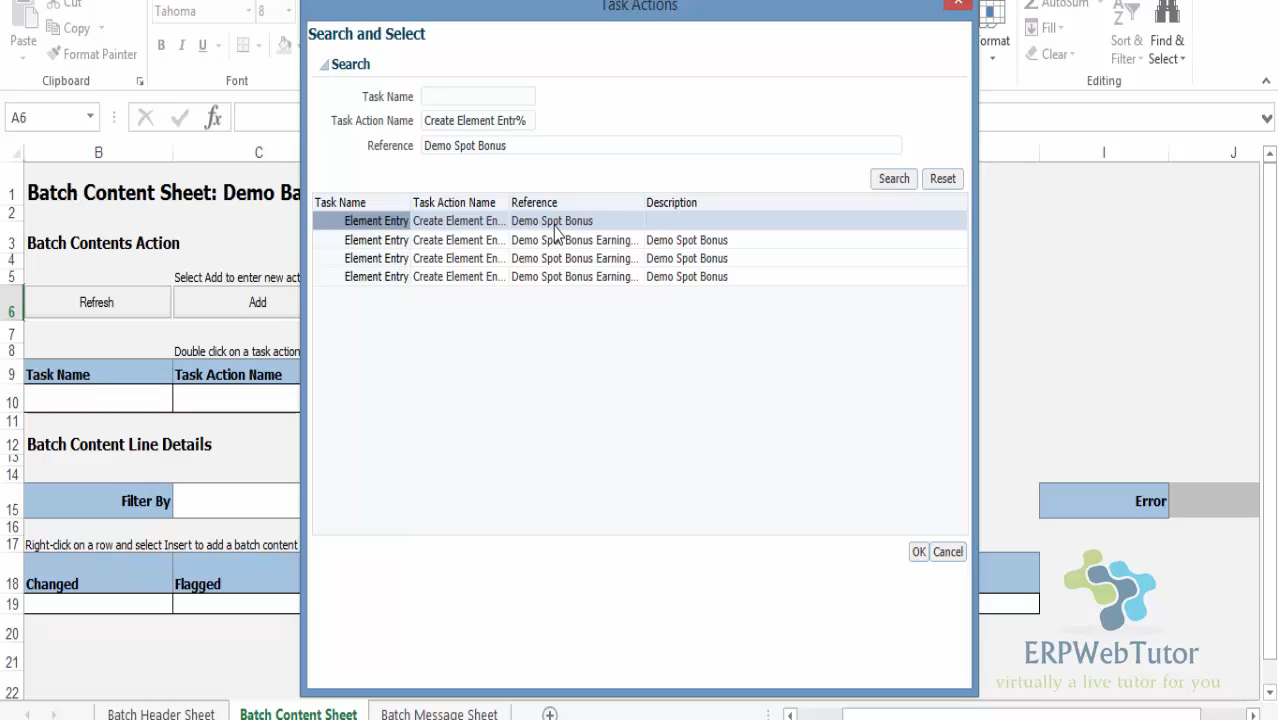 Task Actions
Cut
Copy
Paste
Format Painter
Clipboard
Tahoma 8
B I U
Font
AutoSum
Fill
Clear
Sort &
Filter
Find &
Select
Editing
ormat
A6
fx
B C I J
1 Batch Content Sheet: Demo Ba
2
3 Batch Contents Action
4
5 Select Add to enter new act
6 Refresh Add
7
8 Double click on a task action
9 Task Name Task Action Name
10
11
12 Batch Content Line Details
13
14
15 Filter By Error
16
17 Right-click on a row and select Insert to add a batch content
18 Changed Flagged
19
20
21
22
Search and Select
Search
Task Name
Task Action Name Create Element Entr%
Reference Demo Spot Bonus
Search Reset
Task Name Task Action Name Reference Description
Element Entry Create Element En... Demo Spot Bonus
Element Entry Create Element En... Demo Spot Bonus Earning... Demo Spot Bonus
Element Entry Create Element En... Demo Spot Bonus Earning... Demo Spot Bonus
Element Entry Create Element En... Demo Spot Bonus Earning... Demo Spot Bonus
OK Cancel
ERPWebTutor
virtually a live tutor for you
Batch Header Sheet Batch Content Sheet Batch Message Sheet